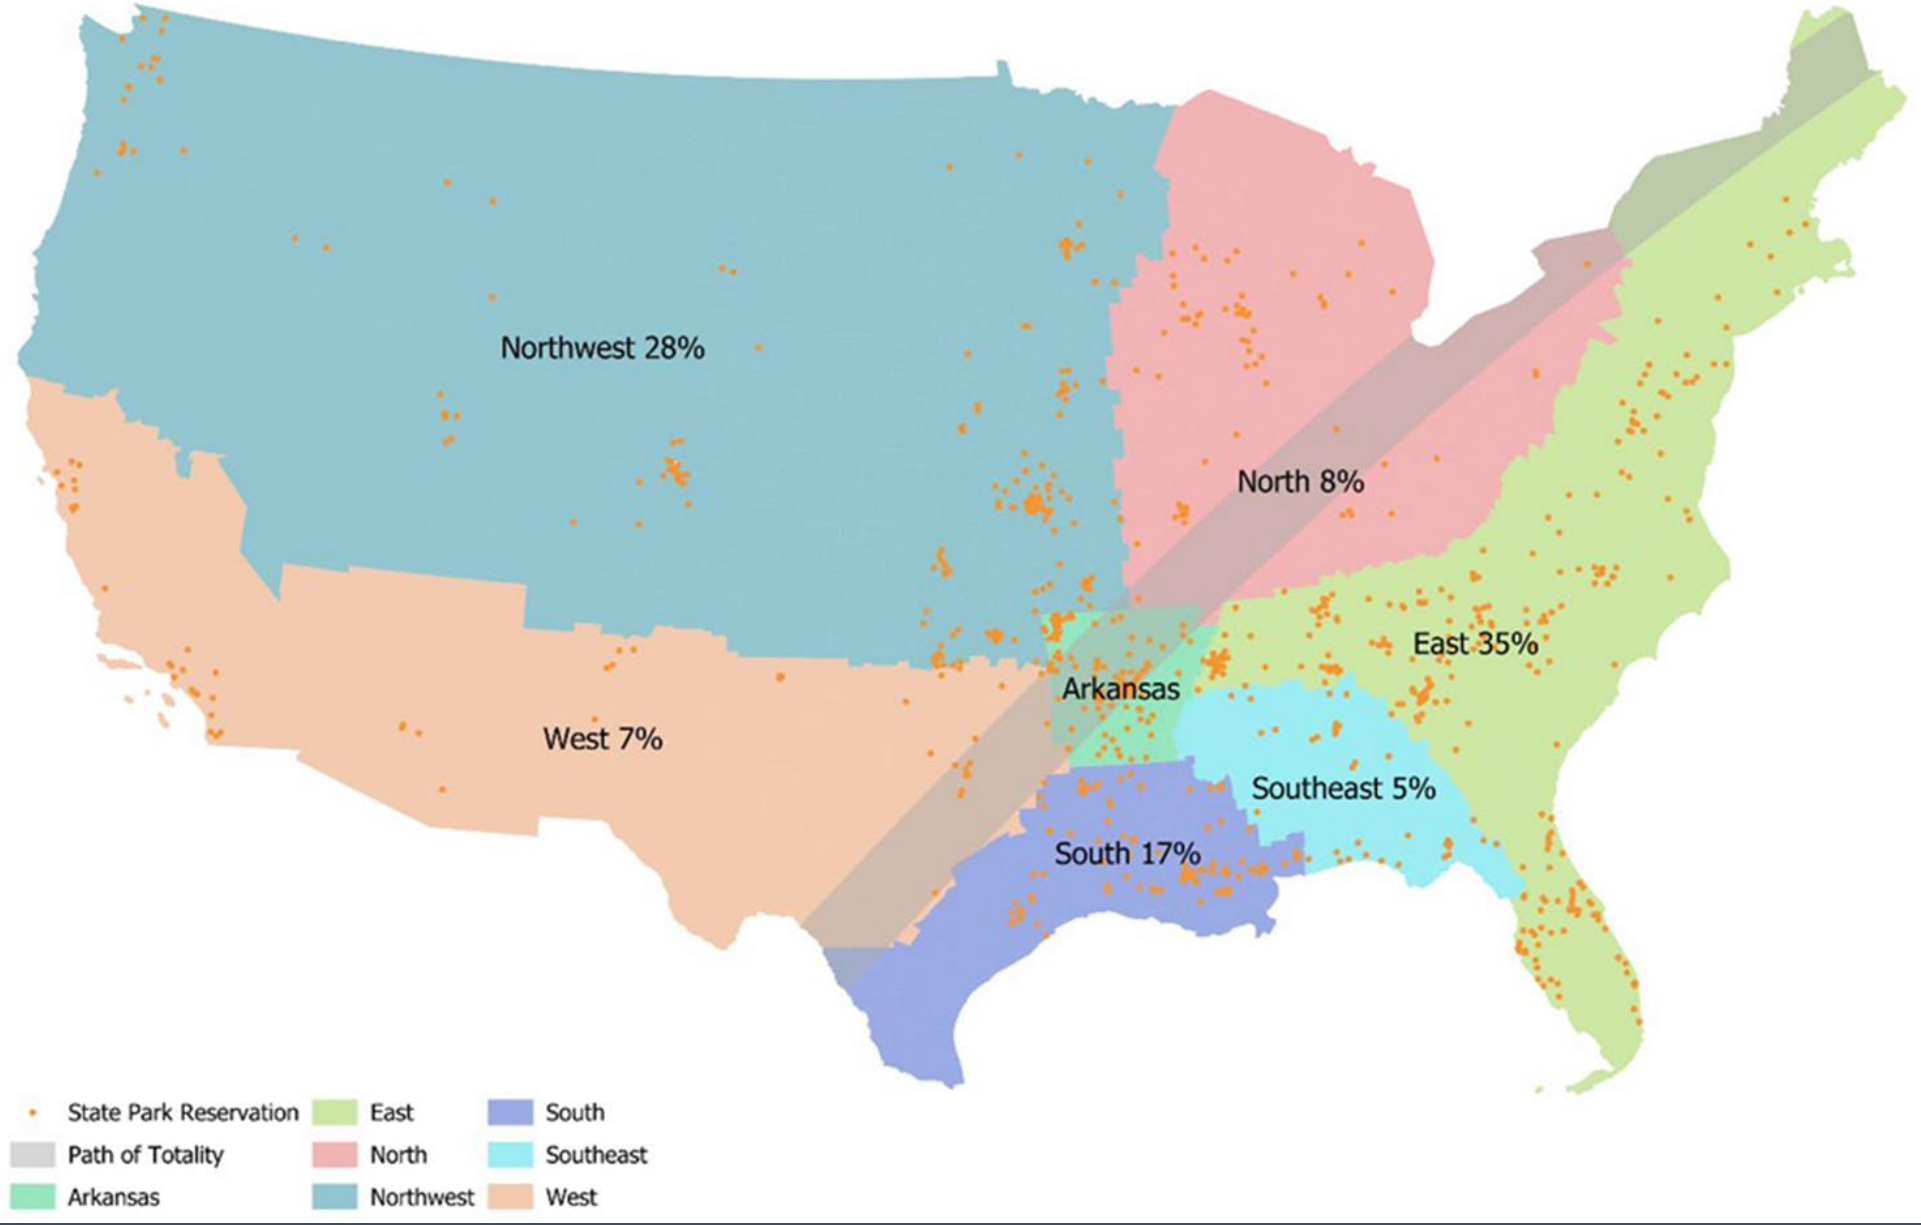 Northwest 28%
North 8%
East 35%
Arkansas
West 7%
Southeast 5%
South 17%
State Park Reservation
Path of Totality
Arkansas
East
North
Northwest
South
Southeast
West